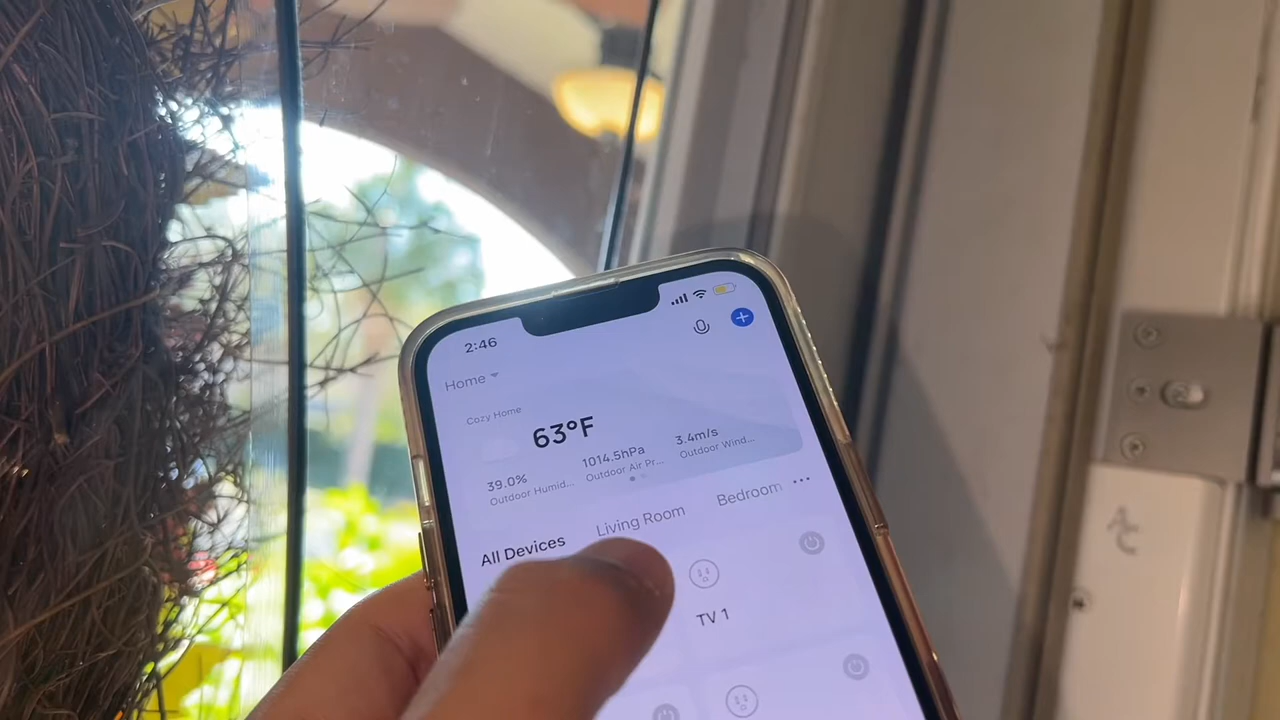 2:46
Home
Cozy Home
63°F
39.0%
Outdoor Humid...
1014.5hPa
Outdoor Air Pr...
3.4m/s
Outdoor Wind...
All Devices
Living Room
Bedroom
TV 1